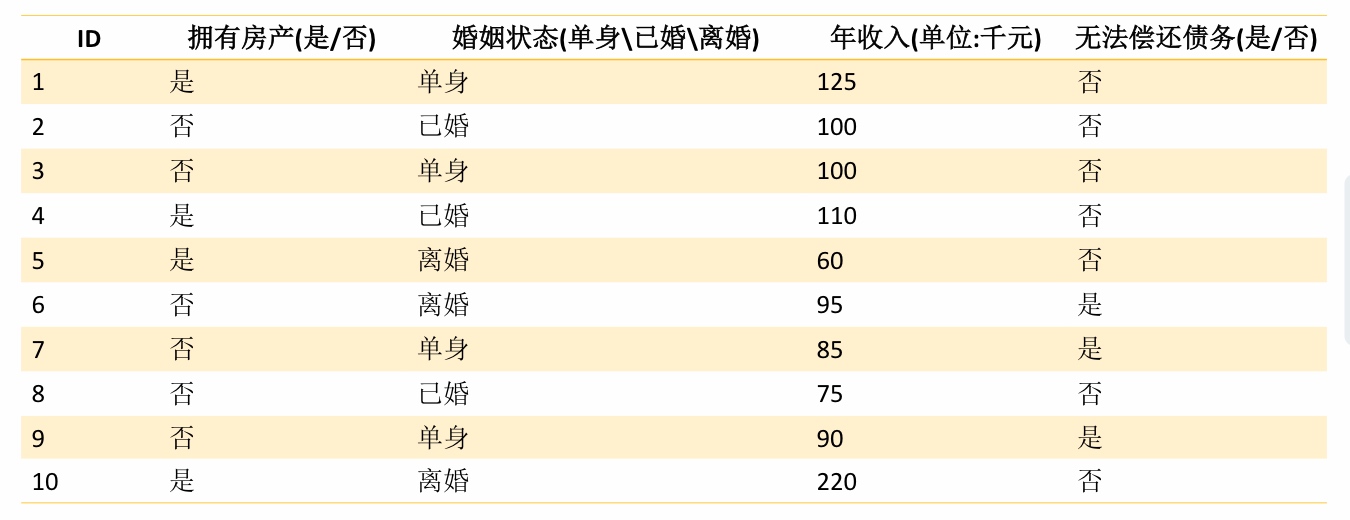 ID 拥有房产(是/否) 婚姻状态(单身\已婚\离婚) 年收入(单位:千元) 无法偿还债务(是/否)
1 是 单身 125 否
2 否 已婚 100 否
3 否 单身 100 否
4 是 已婚 110 否
5 是 离婚 60 否
6 否 离婚 95 是
7 否 单身 85 是
8 否 已婚 75 否
9 否 单身 90 是
10 是 离婚 220 否